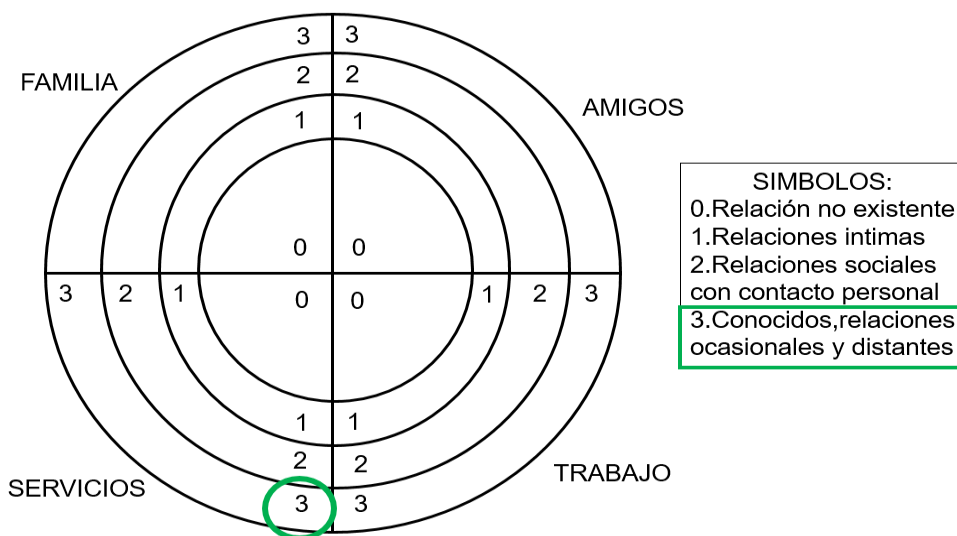 3 3
FAMILIA
2 2
AMIGOS
1 1
SIMBOLOS:
0.Relación no existente
1.Relaciones intimas
2.Relaciones sociales
con contacto personal
3.Conocidos,relaciones
ocasionales y distantes
0 0
3 2 1 0 0 1 2 3
1 1
2 2
SERVICIOS
TRABAJO
3 3